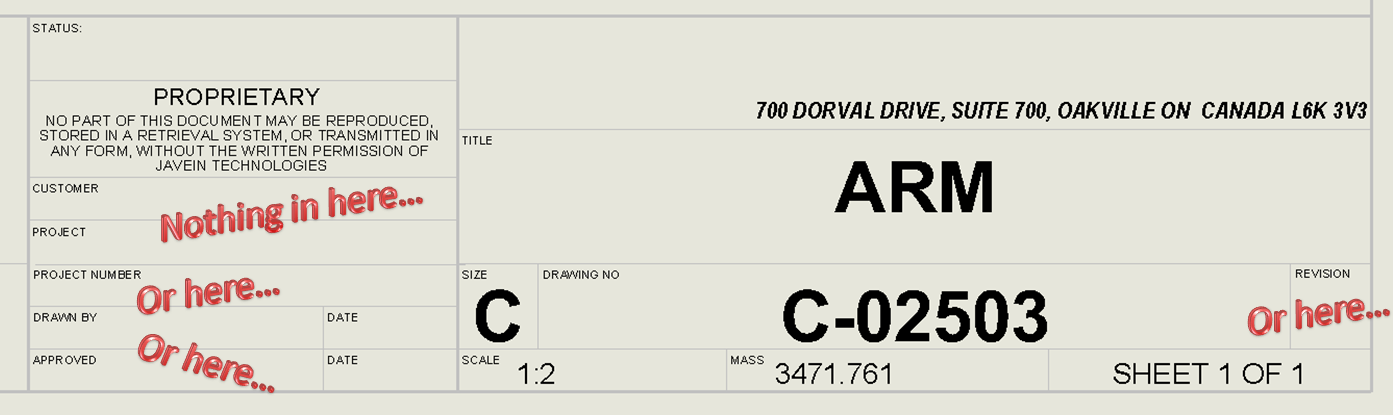 STATUS:
PROPRIETARY
NO PART OF THIS DOCUMENT MAY BE REPRODUCED,
STORED IN A RETRIEVAL SYSTEM, OR TRANSMITTED IN
ANY FORM, WITHOUT THE WRITTEN PERMISSION OF
JAVEIN TECHNOLOGIES
CUSTOMER
Nothing in here...
PROJECT
PROJECT NUMBER
Or here...
DRAWN BY
DATE
APPROVED
Or here...
DATE
700 DORVAL DRIVE, SUITE 700, OAKVILLE ON CANADA L6K 3V3
TITLE
ARM
SIZE
C
DRAWING NO
C-02503
REVISION
Or here...
SCALE
1:2
MASS
3471.761
SHEET 1 OF 1